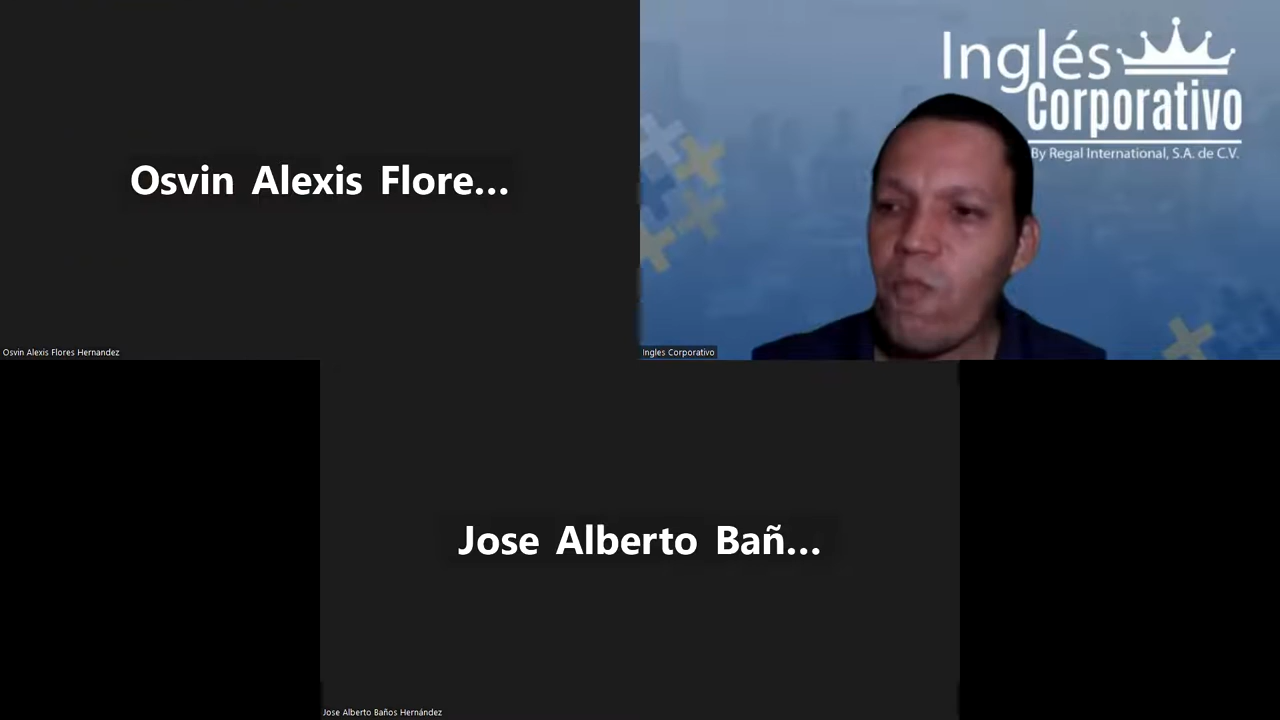 Osvin Alexis Flore...
Osvin Alexis Flores Hernandez
Inglés
Corporativo
By Regal International, S.A. de C.V.
Ingles Corporativo
Jose Alberto Bañ...
Jose Alberto Baños Hernández